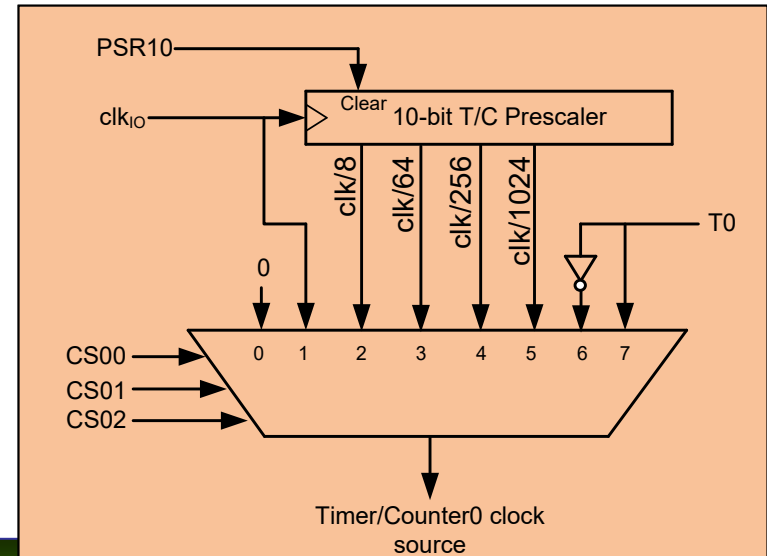 PSR10
Clear
clkIO
10-bit T/C Prescaler
clk/8
clk/64
clk/256
clk/1024
T0
0
0 1 2 3 4 5 6 7
CS00
CS01
CS02
Timer/Counter0 clock
source